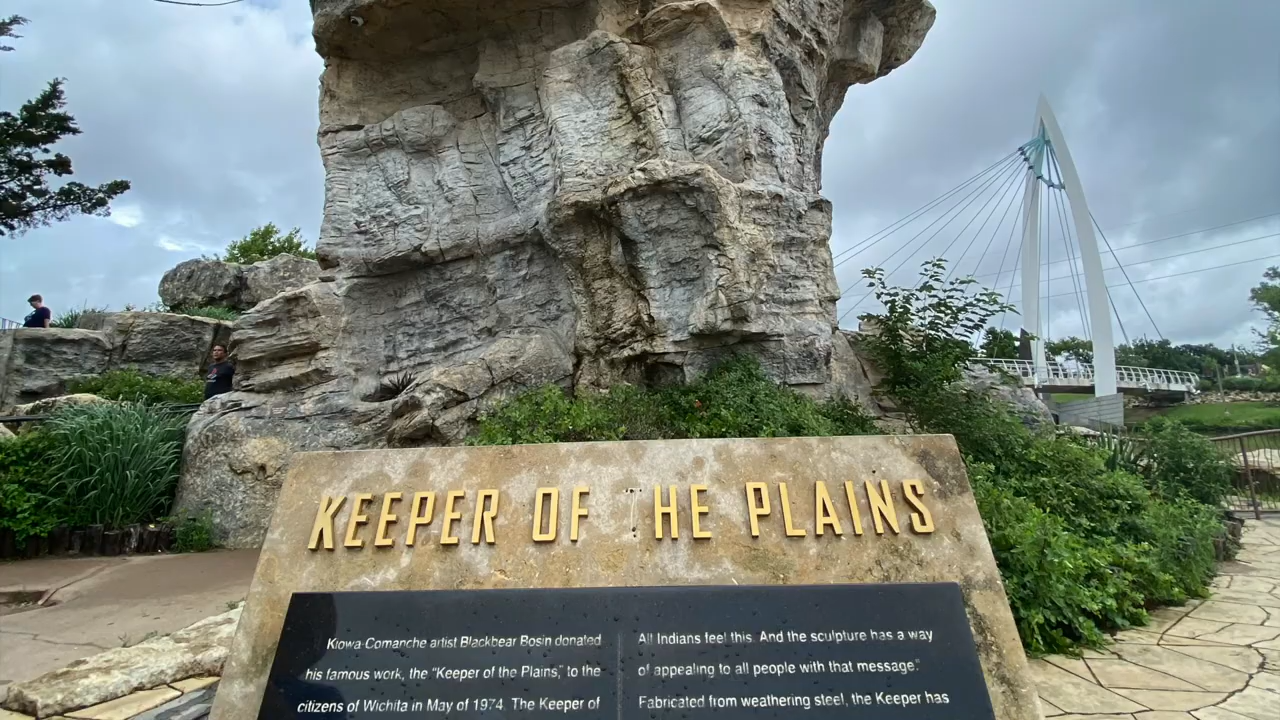 KEEPER OF HE PLAINS
Kiowa-Comanche artist Blackbear Bosin donated
his famous work, the "Keeper of the Plains," to the
citizens of Wichita in May of 1974. The Keeper of
All Indians feel this. And the sculpture has a way
of appealing to all people with that message."
Fabricated from weathering steel, the Keeper has